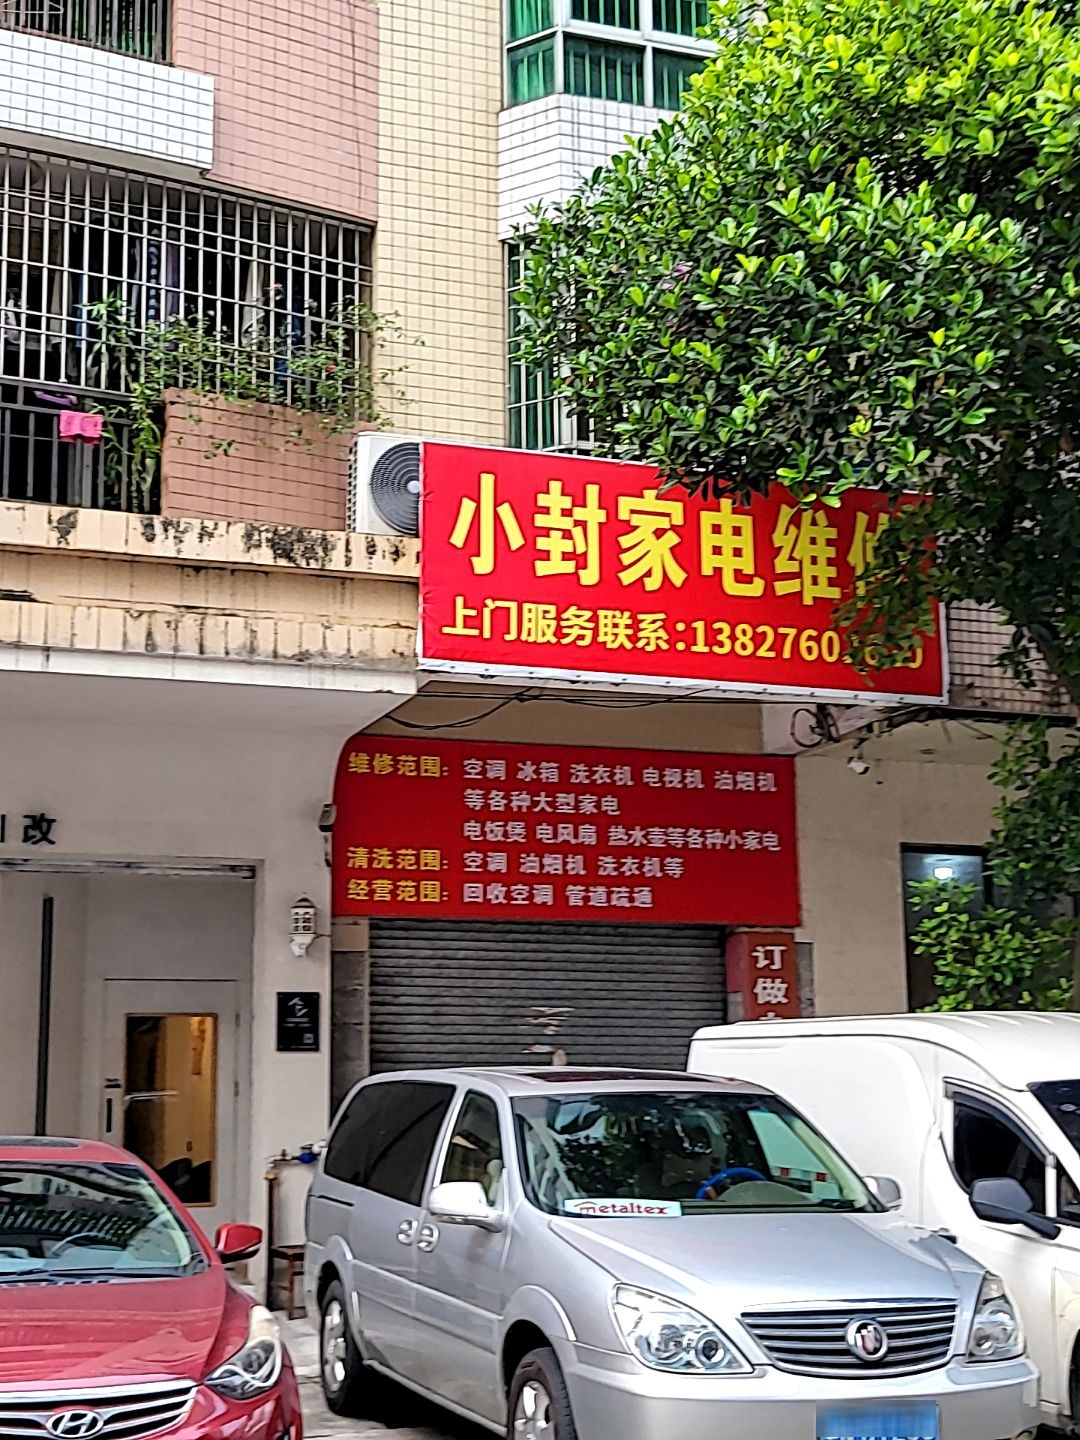 小封家电维修
上门服务联系:1382760
维修范围: 空调 冰箱 洗衣机 电视机 油烟机
等各种大型家电
电饭煲 电风扇 热水壶等各种小家电
清洗范围: 空调 油烟机 洗衣机等
经营范围: 回收空调 管道疏通
改
订做
metaltex